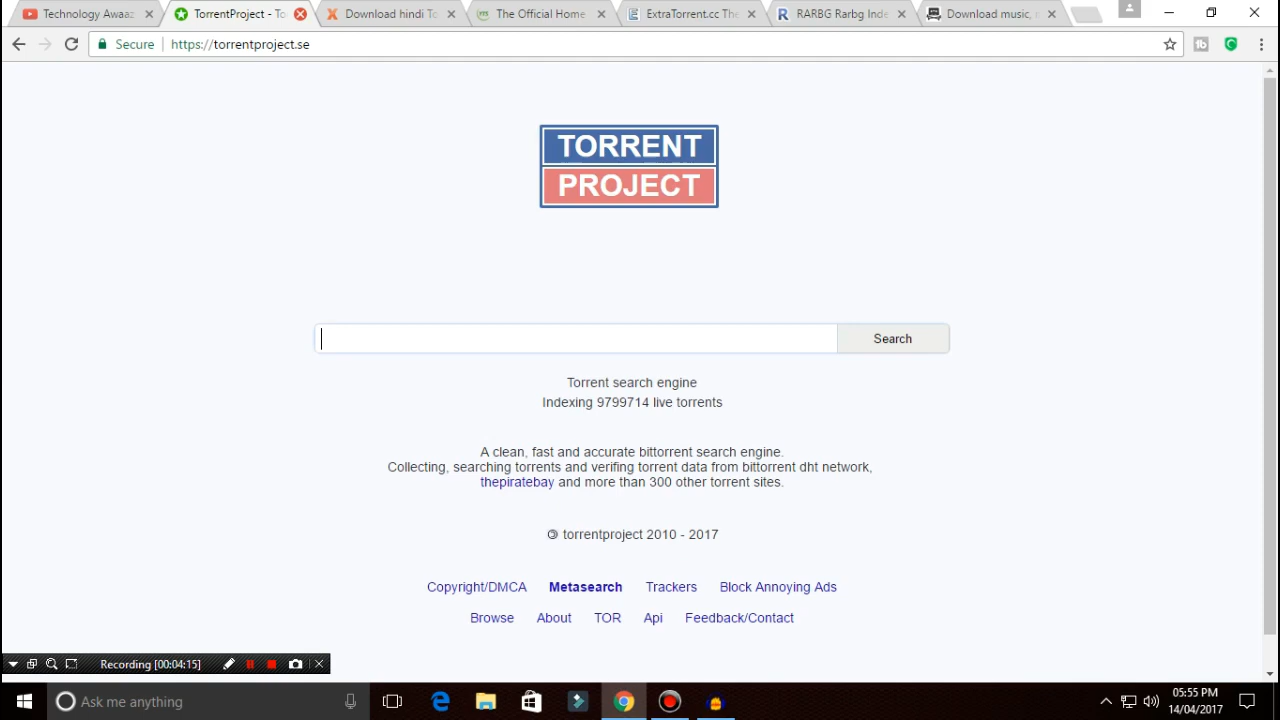 Technology Awaaz
TorrentProject - To
Download hindi To
The Official Home
ExtraTorrent.cc The
RARBG Rarbg Inde
Download music,
Secure
https://torrentproject.se
TORRENT
PROJECT
Search
Torrent search engine
Indexing 9799714 live torrents
A clean, fast and accurate bittorrent search engine.
Collecting, searching torrents and verifing torrent data from bittorrent dht network,
thepiratebay and more than 300 other torrent sites.
torrentproject 2010 - 2017
Copyright/DMCA Metasearch Trackers Block Annoying Ads
Browse About TOR Api Feedback/Contact
Recording [00:04:15]
Ask me anything
05:55 PM
14/04/2017